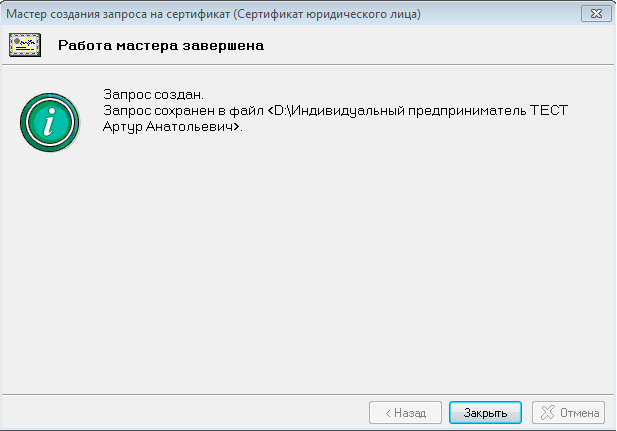 Мастер создания запроса на сертификат (Сертификат юридического лица)
Работа мастера завершена
Запрос создан.
Запрос сохранен в файл <D:\Индивидуальный предприниматель ТЕСТ
Артур Анатольевич>.
< Назад
Закрыть
Отмена